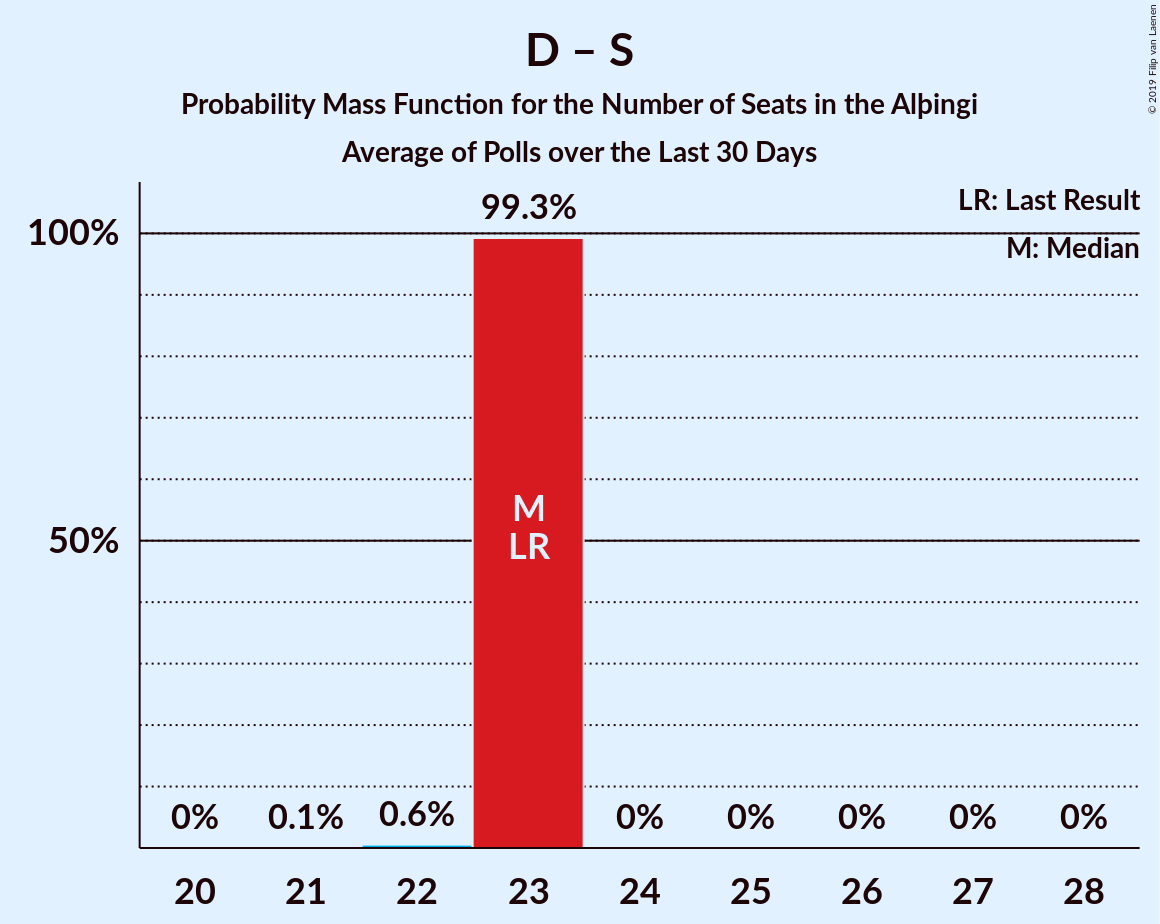 D – S
Probability Mass Function for the Number of Seats in the Alþingi
Average of Polls over the Last 30 Days
© 2019 Filip van Laenen
LR: Last Result
M: Median
100%
50%
99.3%
M
LR
0% 0.1% 0.6% 0% 0% 0% 0% 0%
20 21 22 23 24 25 26 27 28